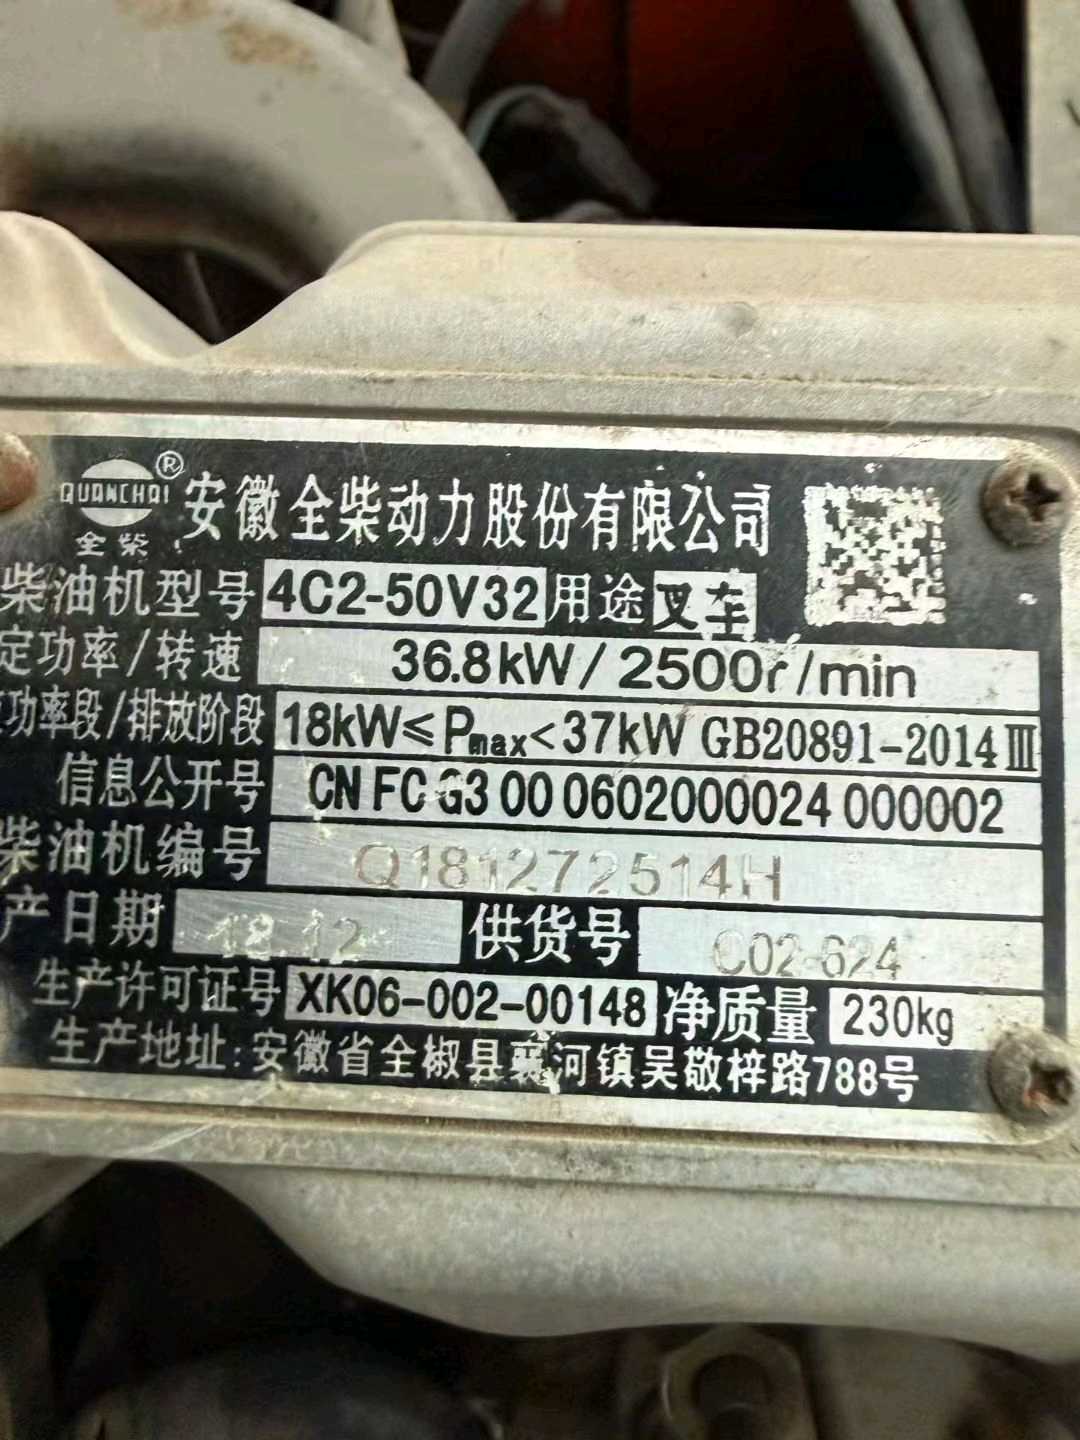 QUANCHAI ® 安徽全柴动力股份有限公司
全柴
柴油机型号 4C2-50V32 用途 叉车
定功率/转速 36.8kW/2500r/min
功率段/排放阶段 18kW≤Pmax<37kW GB20891-2014Ⅲ
信息公开号 CN FC G3 00 0602000024 000002
柴油机编号 Q181272514H
产日期 18.12 供货号 C02-624
生产许可证号 XK06-002-00148 净质量 230kg
生产地址:安徽省全椒县襄河镇吴敬梓路788号